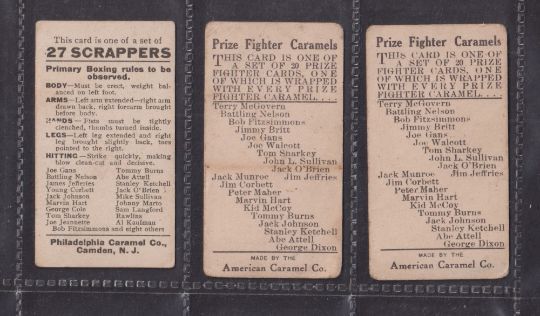 This card is one of a set of
27 SCRAPPERS
Primary Boxing rules to be
observed.
BODY—Must be erect, weight bal-
anced on left foot.
ARMS—Left arm extended—right arm
drawn back, right forearm brought
before body.
HANDS—Fists must be tightly
clenched, thumbs turned inside.
LEGS—Left leg extended and right
leg brought slightly back, toes
pointed to the right.
HITTING—Strike quickly, making
blow clean-cut and decisive.
Joe Gans Tommy Burns
Battling Nelson Abe Attell
James Jefferies Stanley Ketchell
Young Corbett Jack O'Brien
Jack Johnson Mike Sullivan
Marvin Hart Johnny Marto
George Cole Sam Langford
Tom Sharkey Rawlins
Joe Jeannette Al Kaufman
Bob Fitzsimmons and eight others
Philadelphia Caramel Co.,
Camden, N. J.
Prize Fighter Caramels
THIS CARD IS ONE OF
A SET OF 20 PRIZE
FIGHTER CARDS, ONE
OF WHICH IS WRAPPED
WITH EVERY PRIZE
FIGHTER CARAMEL. . . .
Terry McGovern
Battling Nelson
Bob Fitzsimmons
Jimmy Britt
Joe Gans
Joe Walcott
Tom Sharkey
John L. Sullivan
Jack O'Brien
Jack Munroe Jim Jeffries
Jim Corbett
Peter Maher
Marvin Hart
Kid McCoy
Tommy Burns
Jack Johnson
Stanley Ketchell
Abe Attell
George Dixon
MADE BY THE
American Caramel Co.
Prize Fighter Caramels
THIS CARD IS ONE OF
A SET OF 20 PRIZE
FIGHTER CARDS, ONE
OF WHICH IS WRAPPED
WITH EVERY PRIZE
FIGHTER CARAMEL. . . .
Terry McGovern
Battling Nelson
Bob Fitzsimmons
Jimmy Britt
Joe Gans
Joe Walcott
Tom Sharkey
John L. Sullivan
Jack O'Brien
Jack Munroe Jim Jeffries
Jim Corbett
Peter Maher
Marvin Hart
Kid McCoy
Tommy Burns
Jack Johnson
Stanley Ketchell
Abe Attell
George Dixon
MADE BY THE
American Caramel Co.